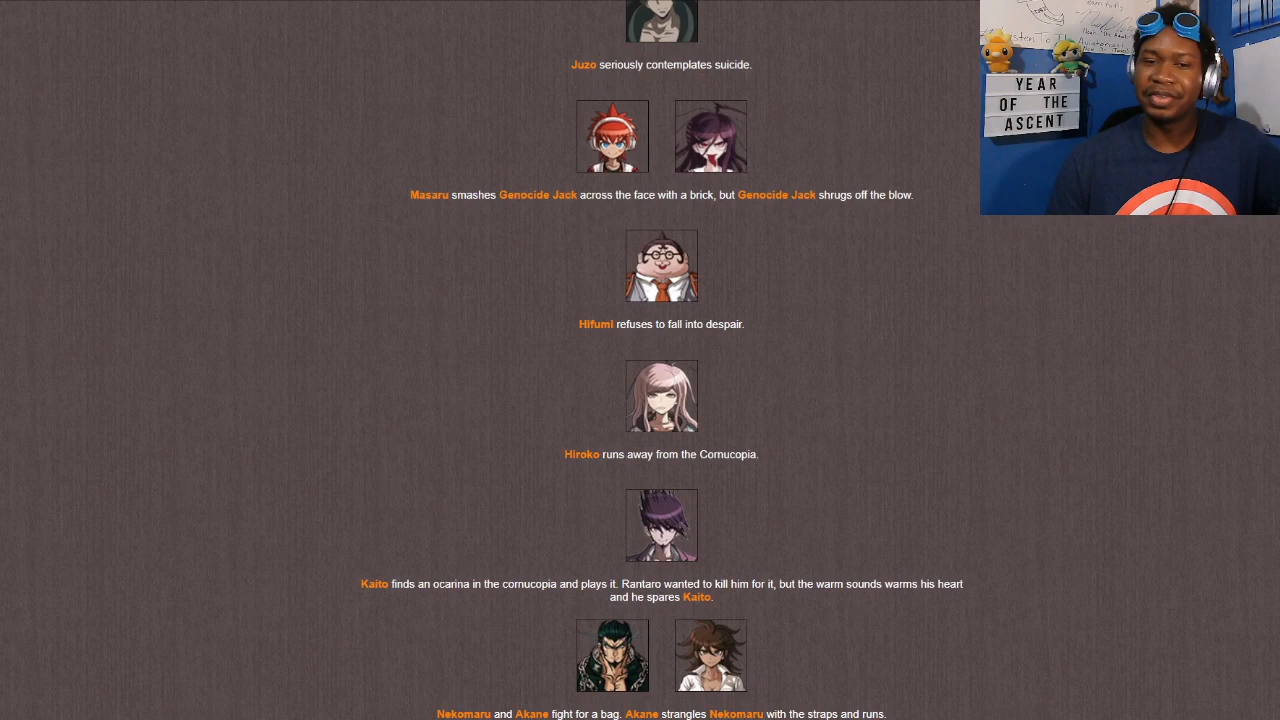 Juzo seriously contemplates suicide.
YEAR
OF THE
ASCENT
Masaru smashes Genocide Jack across the face with a brick, but Genocide Jack shrugs off the blow.
Hifumi refuses to fall into despair.
Hiroko runs away from the Cornucopia.
Kaito finds an ocarina in the cornucopia and plays it. Rantaro wanted to kill him for it, but the warm sounds warms his heart
and he spares Kaito.
Nekomaru and Akane fight for a bag. Akane strangles Nekomaru with the straps and runs.